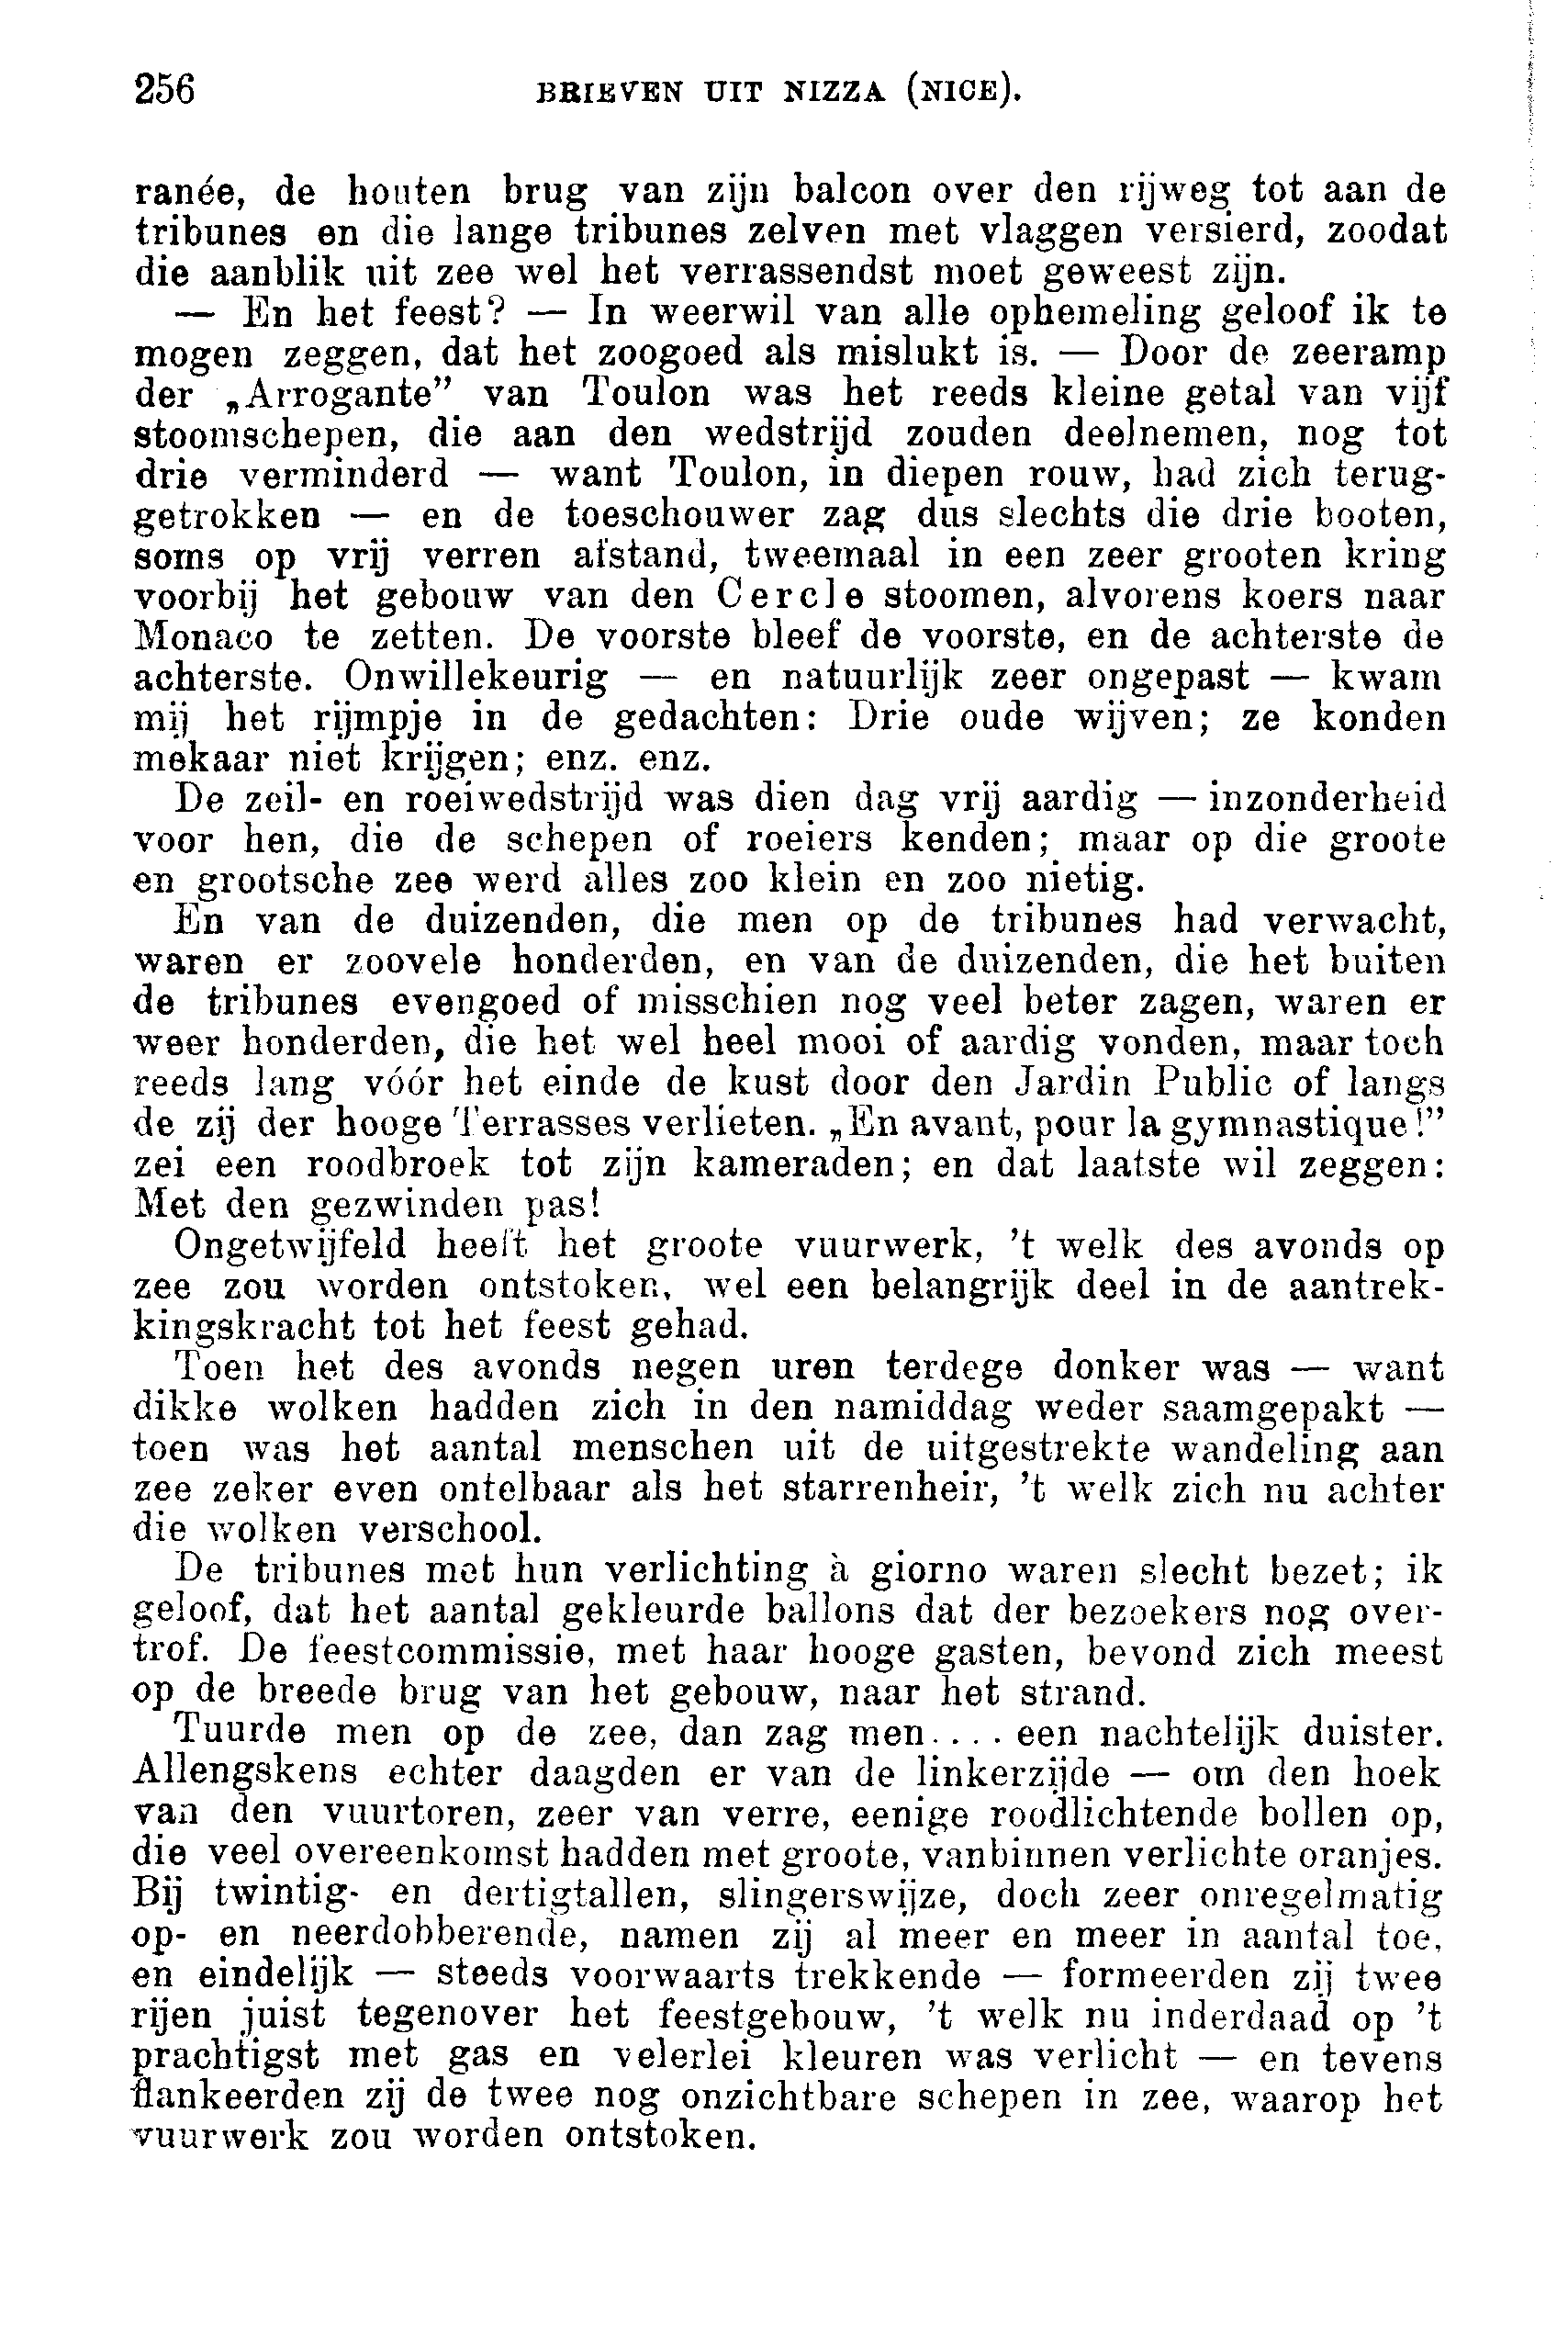 256 BRIEVEN UIT NIZZA (NICE).
ranée, de houten brug van zijn balcon over den rijweg tot aan de
tribunes en die lange tribunes zelven met vlaggen versierd, zoodat
die aanblik uit zee wel het verrassendst moet geweest zijn.
— En het feest? — In weerwil van alle ophemeling geloof ik te
mogen zeggen, dat het zoogoed als mislukt is. — Door de zeeramp
der „Arrogante” van Toulon was het reeds kleine getal van vijf
stoomschepen, die aan den wedstrijd zouden deelnemen, nog tot
drie verminderd — want Toulon, in diepen rouw, had zich terug-
getrokken — en de toeschouwer zag dus slechts die drie booten,
soms op vrij verren afstand, tweemaal in een zeer grooten kring
voorbij het gebouw van den Cercle stoomen, alvorens koers naar
Monaco te zetten. De voorste bleef de voorste, en de achterste de
achterste. Onwillekeurig — en natuurlijk zeer ongepast — kwam
mij het rijmpje in de gedachten: Drie oude wijven; ze konden
mekaar niet krijgen; enz. enz.
De zeil- en roeiwedstrijd was dien dag vrij aardig — inzonderheid
voor hen, die de schepen of roeiers kenden; maar op die groote
en grootsche zee werd alles zoo klein en zoo nietig.
En van de duizenden, die men op de tribunes had verwacht,
waren er zoovele honderden, en van de duizenden, die het buiten
de tribunes evengoed of misschien nog veel beter zagen, waren er
weer honderden, die het wel heel mooi of aardig vonden, maar toch
reeds lang vóór het einde de kust door den Jardin Public of langs
de zij der hooge Terrasses verlieten. „En avant, pour la gymnastique!”
zei een roodbroek tot zijn kameraden; en dat laatste wil zeggen:
Met den gezwinden pas!
Ongetwijfeld heeft het groote vuurwerk, 't welk des avonds op
zee zou worden ontstoken, wel een belangrijk deel in de aantrek-
kingskracht tot het feest gehad.
Toen het des avonds negen uren terdege donker was — want
dikke wolken hadden zich in den namiddag weder saamgepakt —
toen was het aantal menschen uit de uitgestrekte wandeling aan
zee zeker even ontelbaar als het starrenheir, 't welk zich nu achter
die wolken verschool.
De tribunes met hun verlichting à giorno waren slecht bezet; ik
geloof, dat het aantal gekleurde ballons dat der bezoekers nog over-
trof. De feestcommissie, met haar hooge gasten, bevond zich meest
op de breede brug van het gebouw, naar het strand.
Tuurde men op de zee, dan zag men.... een nachtelijk duister.
Allengskens echter daagden er van de linkerzijde — om den hoek
van den vuurtoren, zeer van verre, eenige roodlichtende bollen op,
die veel overeenkomst hadden met groote, vanbinnen verlichte oranjes.
Bij twintig- en dertigtallen, slingerswijze, doch zeer onregelmatig
op- en neerdobberende, namen zij al meer en meer in aantal toe,
en eindelijk — steeds voorwaarts trekkende — formeerden zij twee
rijen juist tegenover het feestgebouw, 't welk nu inderdaad op 't
prachtigst met gas en velerlei kleuren was verlicht — en tevens
flankeerden zij de twee nog onzichtbare schepen in zee, waarop het
vuurwerk zou worden ontstoken.